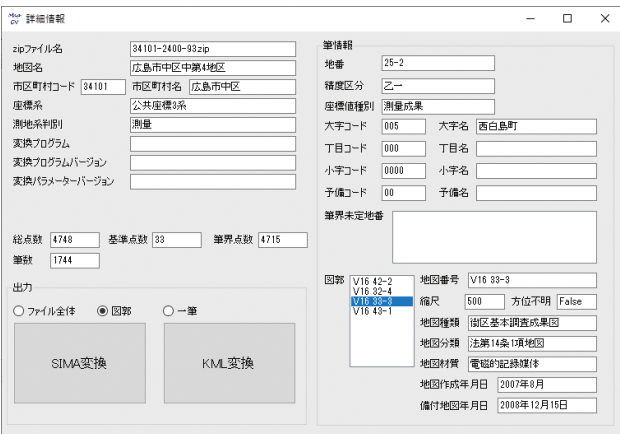 詳細情報
zipファイル名 34101-2400-93.zip
地図名 広島市中区中第4地区
市区町村コード 34101 市区町村名 広島市中区
座標系 公共座標3系
測地系判別 測量
変換プログラム
変換プログラムバージョン
変換パラメーターバージョン
総点数 4748 基準点数 33 筆界点数 4715
筆数 1744
出力
ファイル全体 図郭 一筆
SIMA変換 KML変換
筆情報
地番 25-2
精度区分 乙一
座標値種別 測量成果
大字コード 005 大字名 西白島町
丁目コード 000 丁目名
小字コード 0000 小字名
予備コード 00 予備名
筆界未定地番
図郭
V16 42-2
V16 32-4
V16 33-3
V16 43-1
地図番号 V16 33-3
縮尺 500 方位不明 False
地図種類 街区基本調査成果図
地図分類 法第14条1項地図
地図材質 電磁的記録媒体
地図作成年月日 2007年8月
備付地図年月日 2008年12月15日